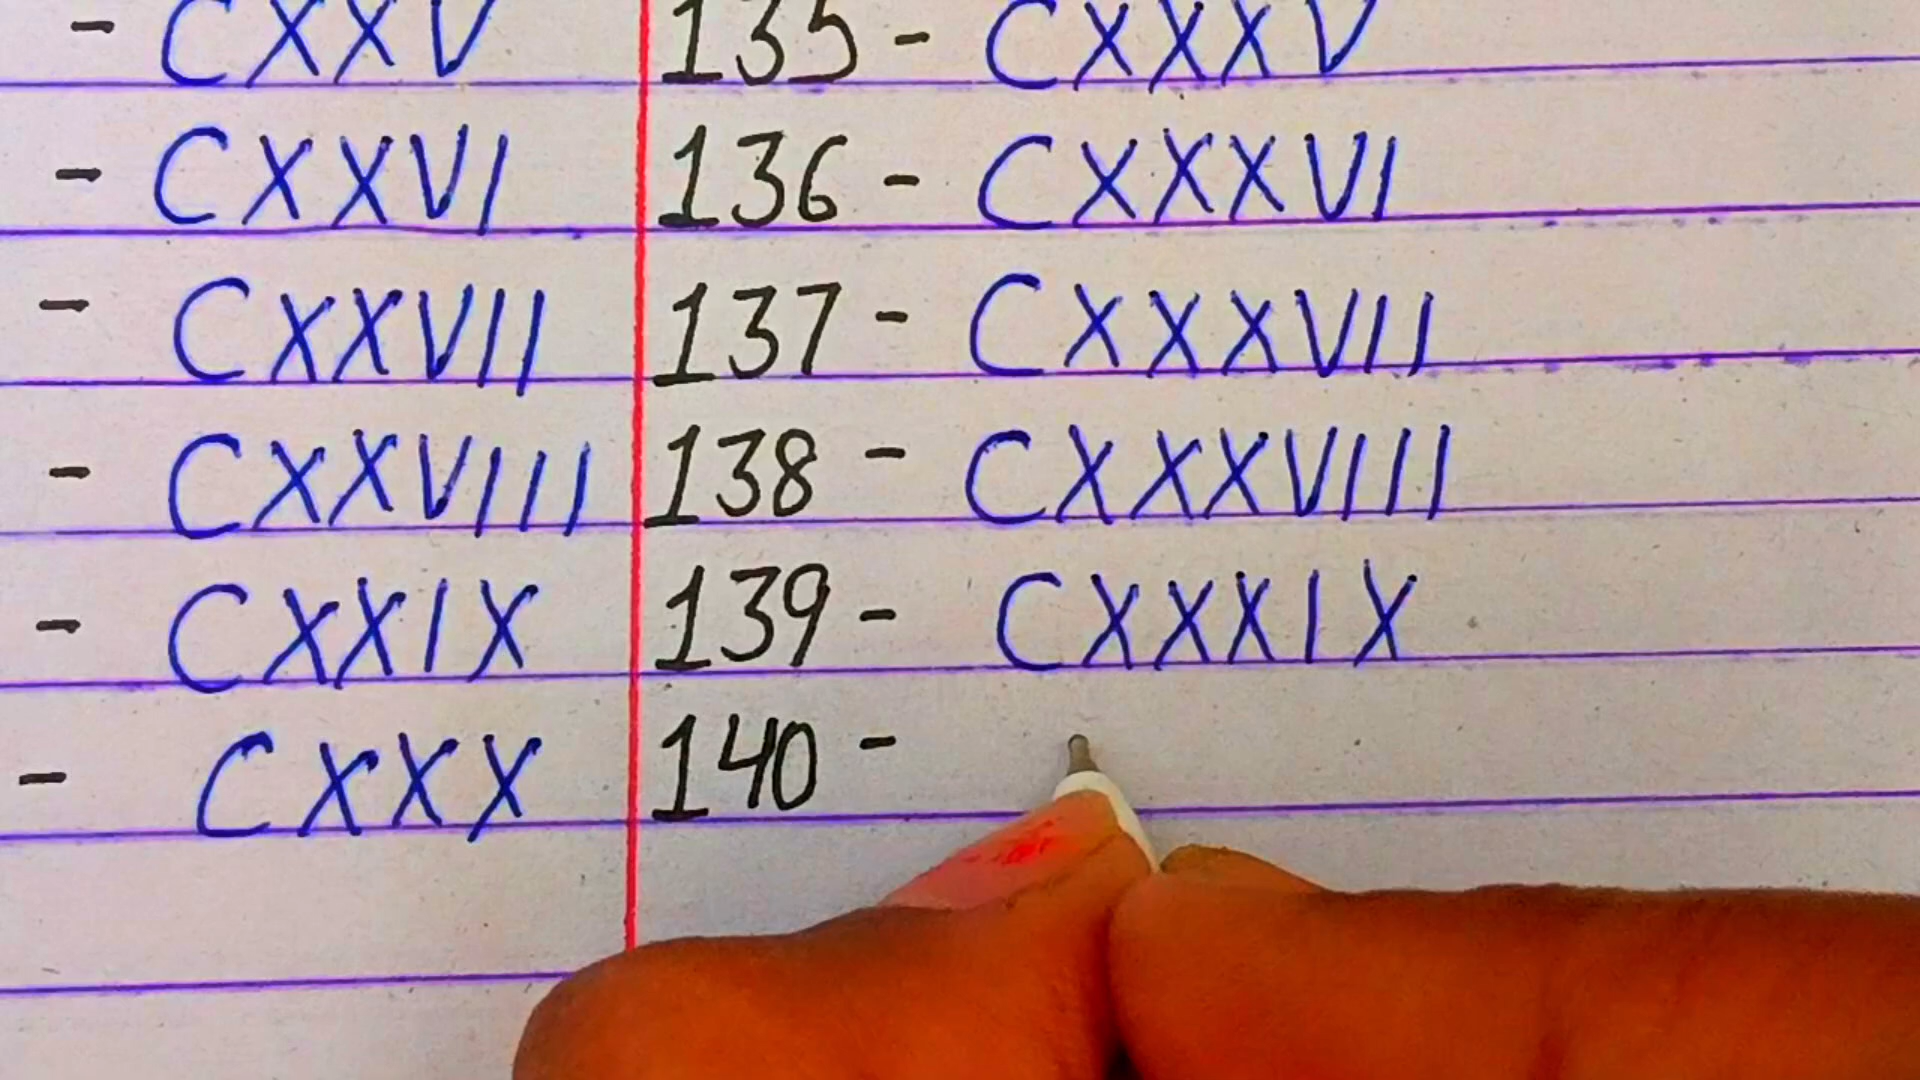 - CXXV 135 - CXXXV
- CXXVI 136 - CXXXVI
- CXXVII 137 - CXXXVII
- CXXVIII 138 - CXXXVIII
- CXXIX 139 - CXXXIX
- CXXX 140 -